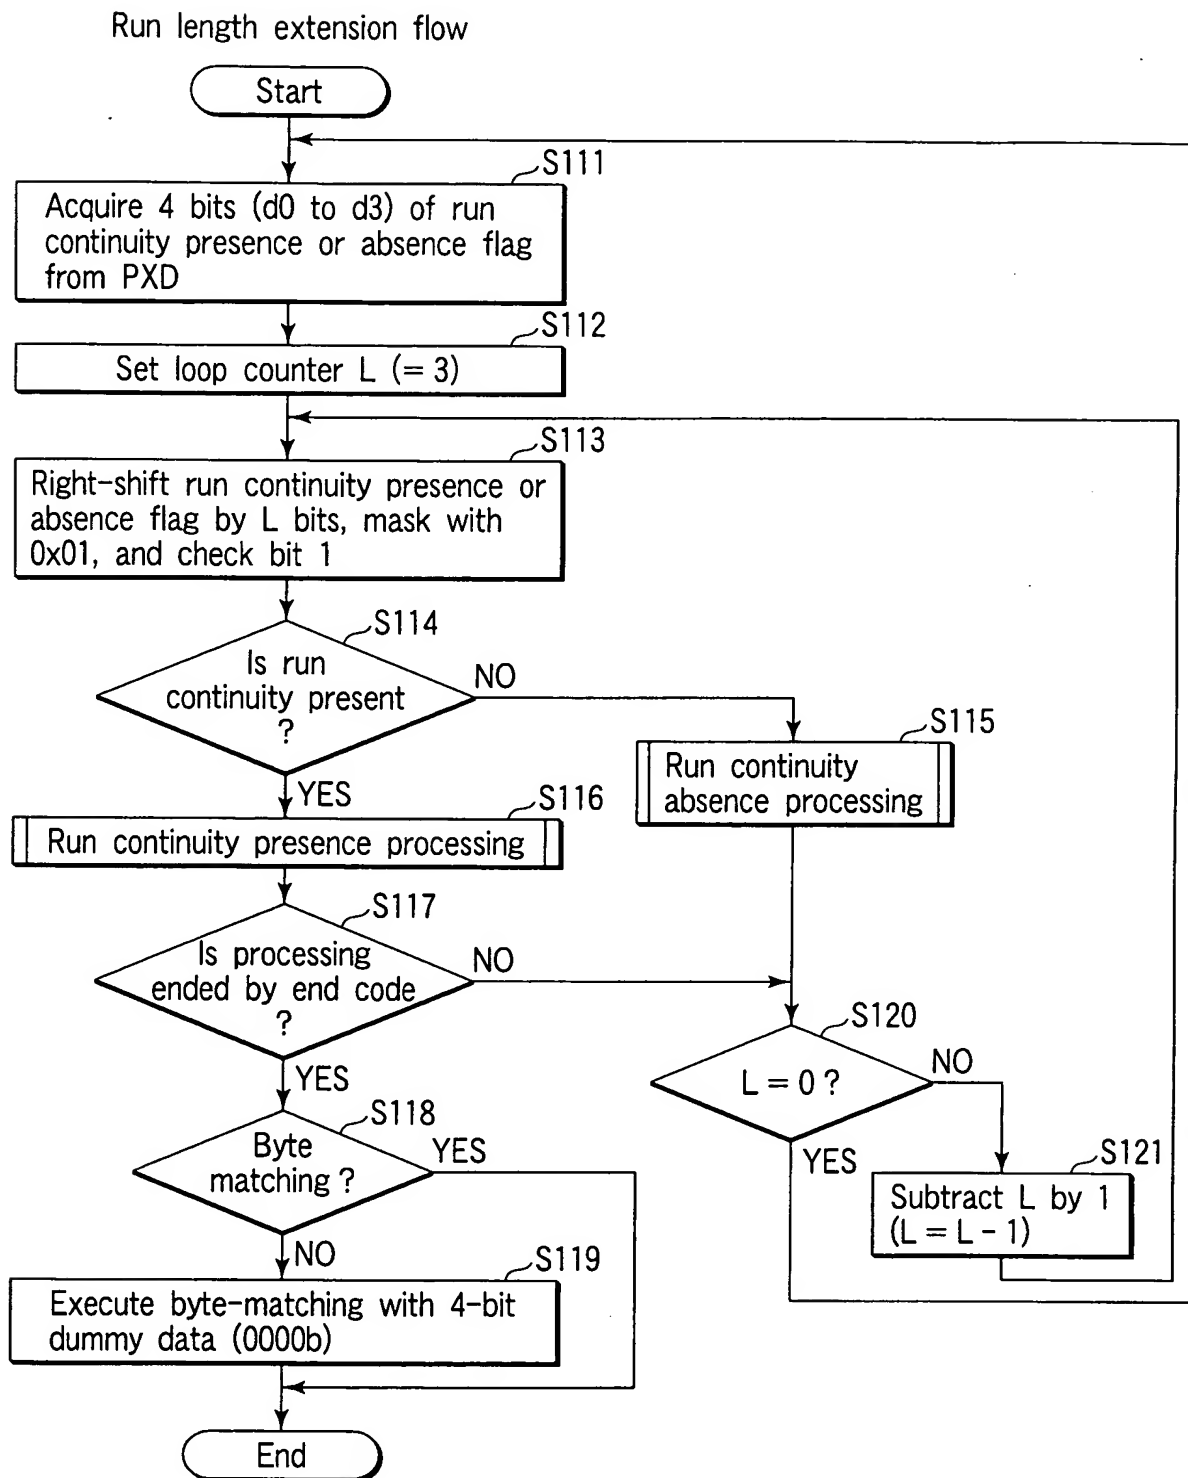 Run length extension flow
Start
S111
Acquire 4 bits (d0 to d3) of run
continuity presence or absence flag
from PXD
S112
Set loop counter L (= 3)
S113
Right-shift run continuity presence or
absence flag by L bits, mask with
0x01, and check bit 1
S114
Is run
continuity present
?
NO
YES
S115
Run continuity
absence processing
S116
Run continuity presence processing
S117
Is processing
ended by end code
?
NO
YES
S120
L = 0 ?
NO
YES
S118
Byte
matching ?
YES
NO
S121
Subtract L by 1
(L = L - 1)
S119
Execute byte-matching with 4-bit
dummy data (0000b)
End